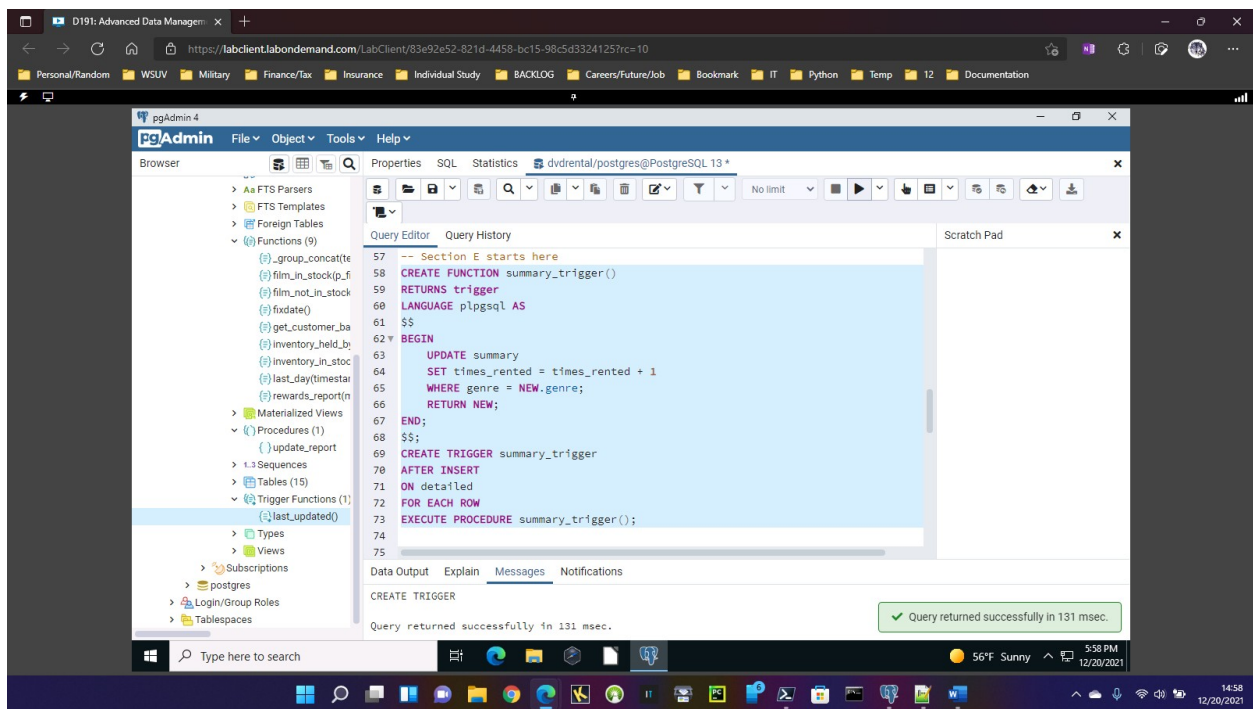 D191: Advanced Data Managem
https://labclient.labondemand.com/LabClient/83e92e52-821d-4458-bc15-98c5d3324125?rc=10
Personal/Random WSUV Military Finance/Tax Insurance Individual Study BACKLOG Careers/Future/Job Bookmark IT Python Temp 12 Documentation
pgAdmin 4
pgAdmin File Object Tools Help
Browser
Properties SQL Statistics dvdrental/postgres@PostgreSQL 13 *
Aa FTS Parsers
FTS Templates
Foreign Tables
Functions (9)
_group_concat(te
film_in_stock(p_fi
film_not_in_stock
fixdate()
get_customer_ba
inventory_held_by
inventory_in_stoc
last_day(timestar
rewards_report(m
Materialized Views
Procedures (1)
update_report
1..3 Sequences
Tables (15)
Trigger Functions (1)
last_updated()
Types
Views
Subscriptions
postgres
Login/Group Roles
Tablespaces
No limit
Query Editor Query History
Scratch Pad
57 -- Section E starts here
58 CREATE FUNCTION summary_trigger()
59 RETURNS trigger
60 LANGUAGE plpgsql AS
61 $$
62 BEGIN
63 UPDATE summary
64 SET times_rented = times_rented + 1
65 WHERE genre = NEW.genre;
66 RETURN NEW;
67 END;
68 $$;
69 CREATE TRIGGER summary_trigger
70 AFTER INSERT
71 ON detailed
72 FOR EACH ROW
73 EXECUTE PROCEDURE summary_trigger();
74
75
Data Output Explain Messages Notifications
CREATE TRIGGER
Query returned successfully in 131 msec.
Query returned successfully in 131 msec.
Type here to search
56°F Sunny
5:58 PM
12/20/2021
14:58
12/20/2021